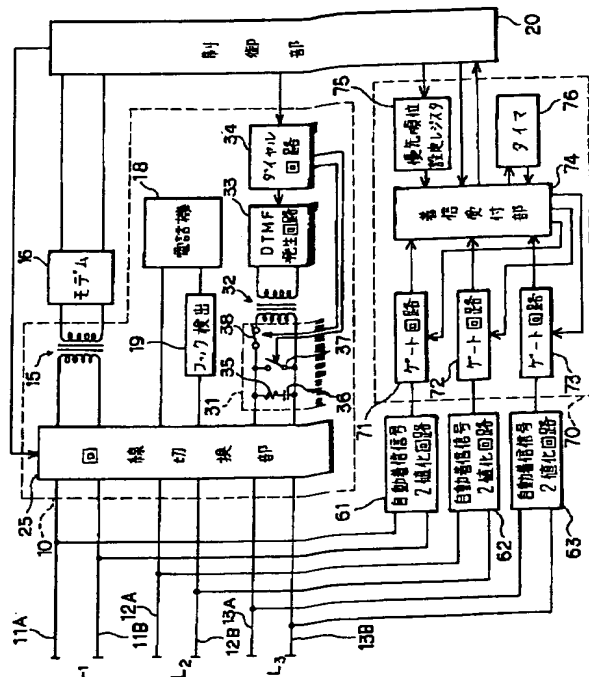 20
制御部
75
優先順位
設定レジスタ
76
タイマ
74
着信受付部
34
ダイヤル
回路
33
DTMF
発生回路
18
電話機
16
モデム
19
フック検出
32
15
38
35
37
36
31
ゲート回路
71
ゲート回路
72
ゲート回路
73
25
回線切換部
10
70
自動着信信号
2値化回路
61
自動着信信号
2値化回路
62
自動着信信号
2値化回路
63
11A
11B
12A
12B
L2
13A
13B
L3